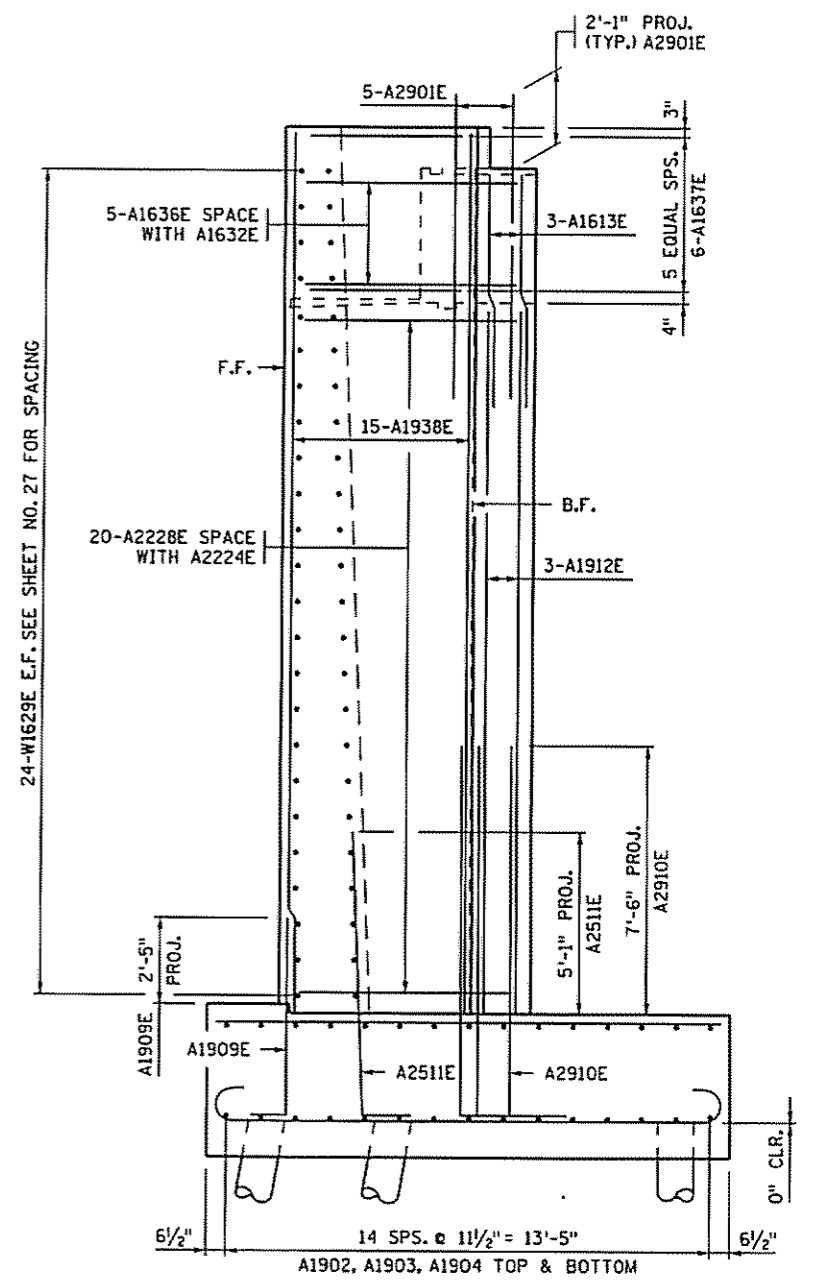 2'-1" PROJ.
(TYP.) A2901E
5-A2901E
3"
5 EQUAL SPS.
6-A1637E
4"
5-A1636E SPACE
WITH A1632E
3-A1613E
F.F.
24-W1629E E.F. SEE SHEET NO. 27 FOR SPACING
15-A1938E
B.F.
20-A2228E SPACE
WITH A2224E
3-A1912E
2'-5"
PROJ.
A1909E
5'-1" PROJ.
A2511E
7'-6" PROJ.
A2910E
A1909E
A2511E
A2910E
0" CLR.
6½"
14 SPS. @ 11½" = 13'-5"
6½"
A1902, A1903, A1904 TOP & BOTTOM